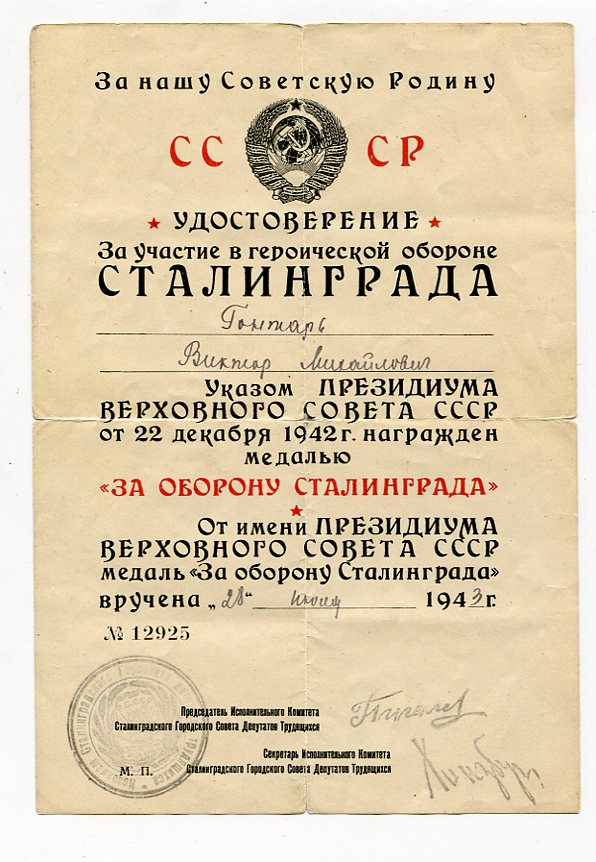 За нашу Советскую Родину
СССР
УДОСТОВЕРЕНИЕ
За участие в героической обороне
СТАЛИНГРАДА
Гонтарь
Виктор Михайлович
Указом ПРЕЗИДИУМА
ВЕРХОВНОГО СОВЕТА СССР
от 22 декабря 1942 г. награжден
медалью
«ЗА ОБОРОНУ СТАЛИНГРАДА»
От имени ПРЕЗИДИУМА
ВЕРХОВНОГО СОВЕТА СССР
медаль «За оборону Сталинграда»
вручена „28“ 1943 г.
№ 12925
Председатель Исполнительного Комитета
Сталинградского Городского Совета Депутатов Трудящихся
Секретарь Исполнительного Комитета
М. П. Сталинградского Городского Совета Депутатов Трудящихся